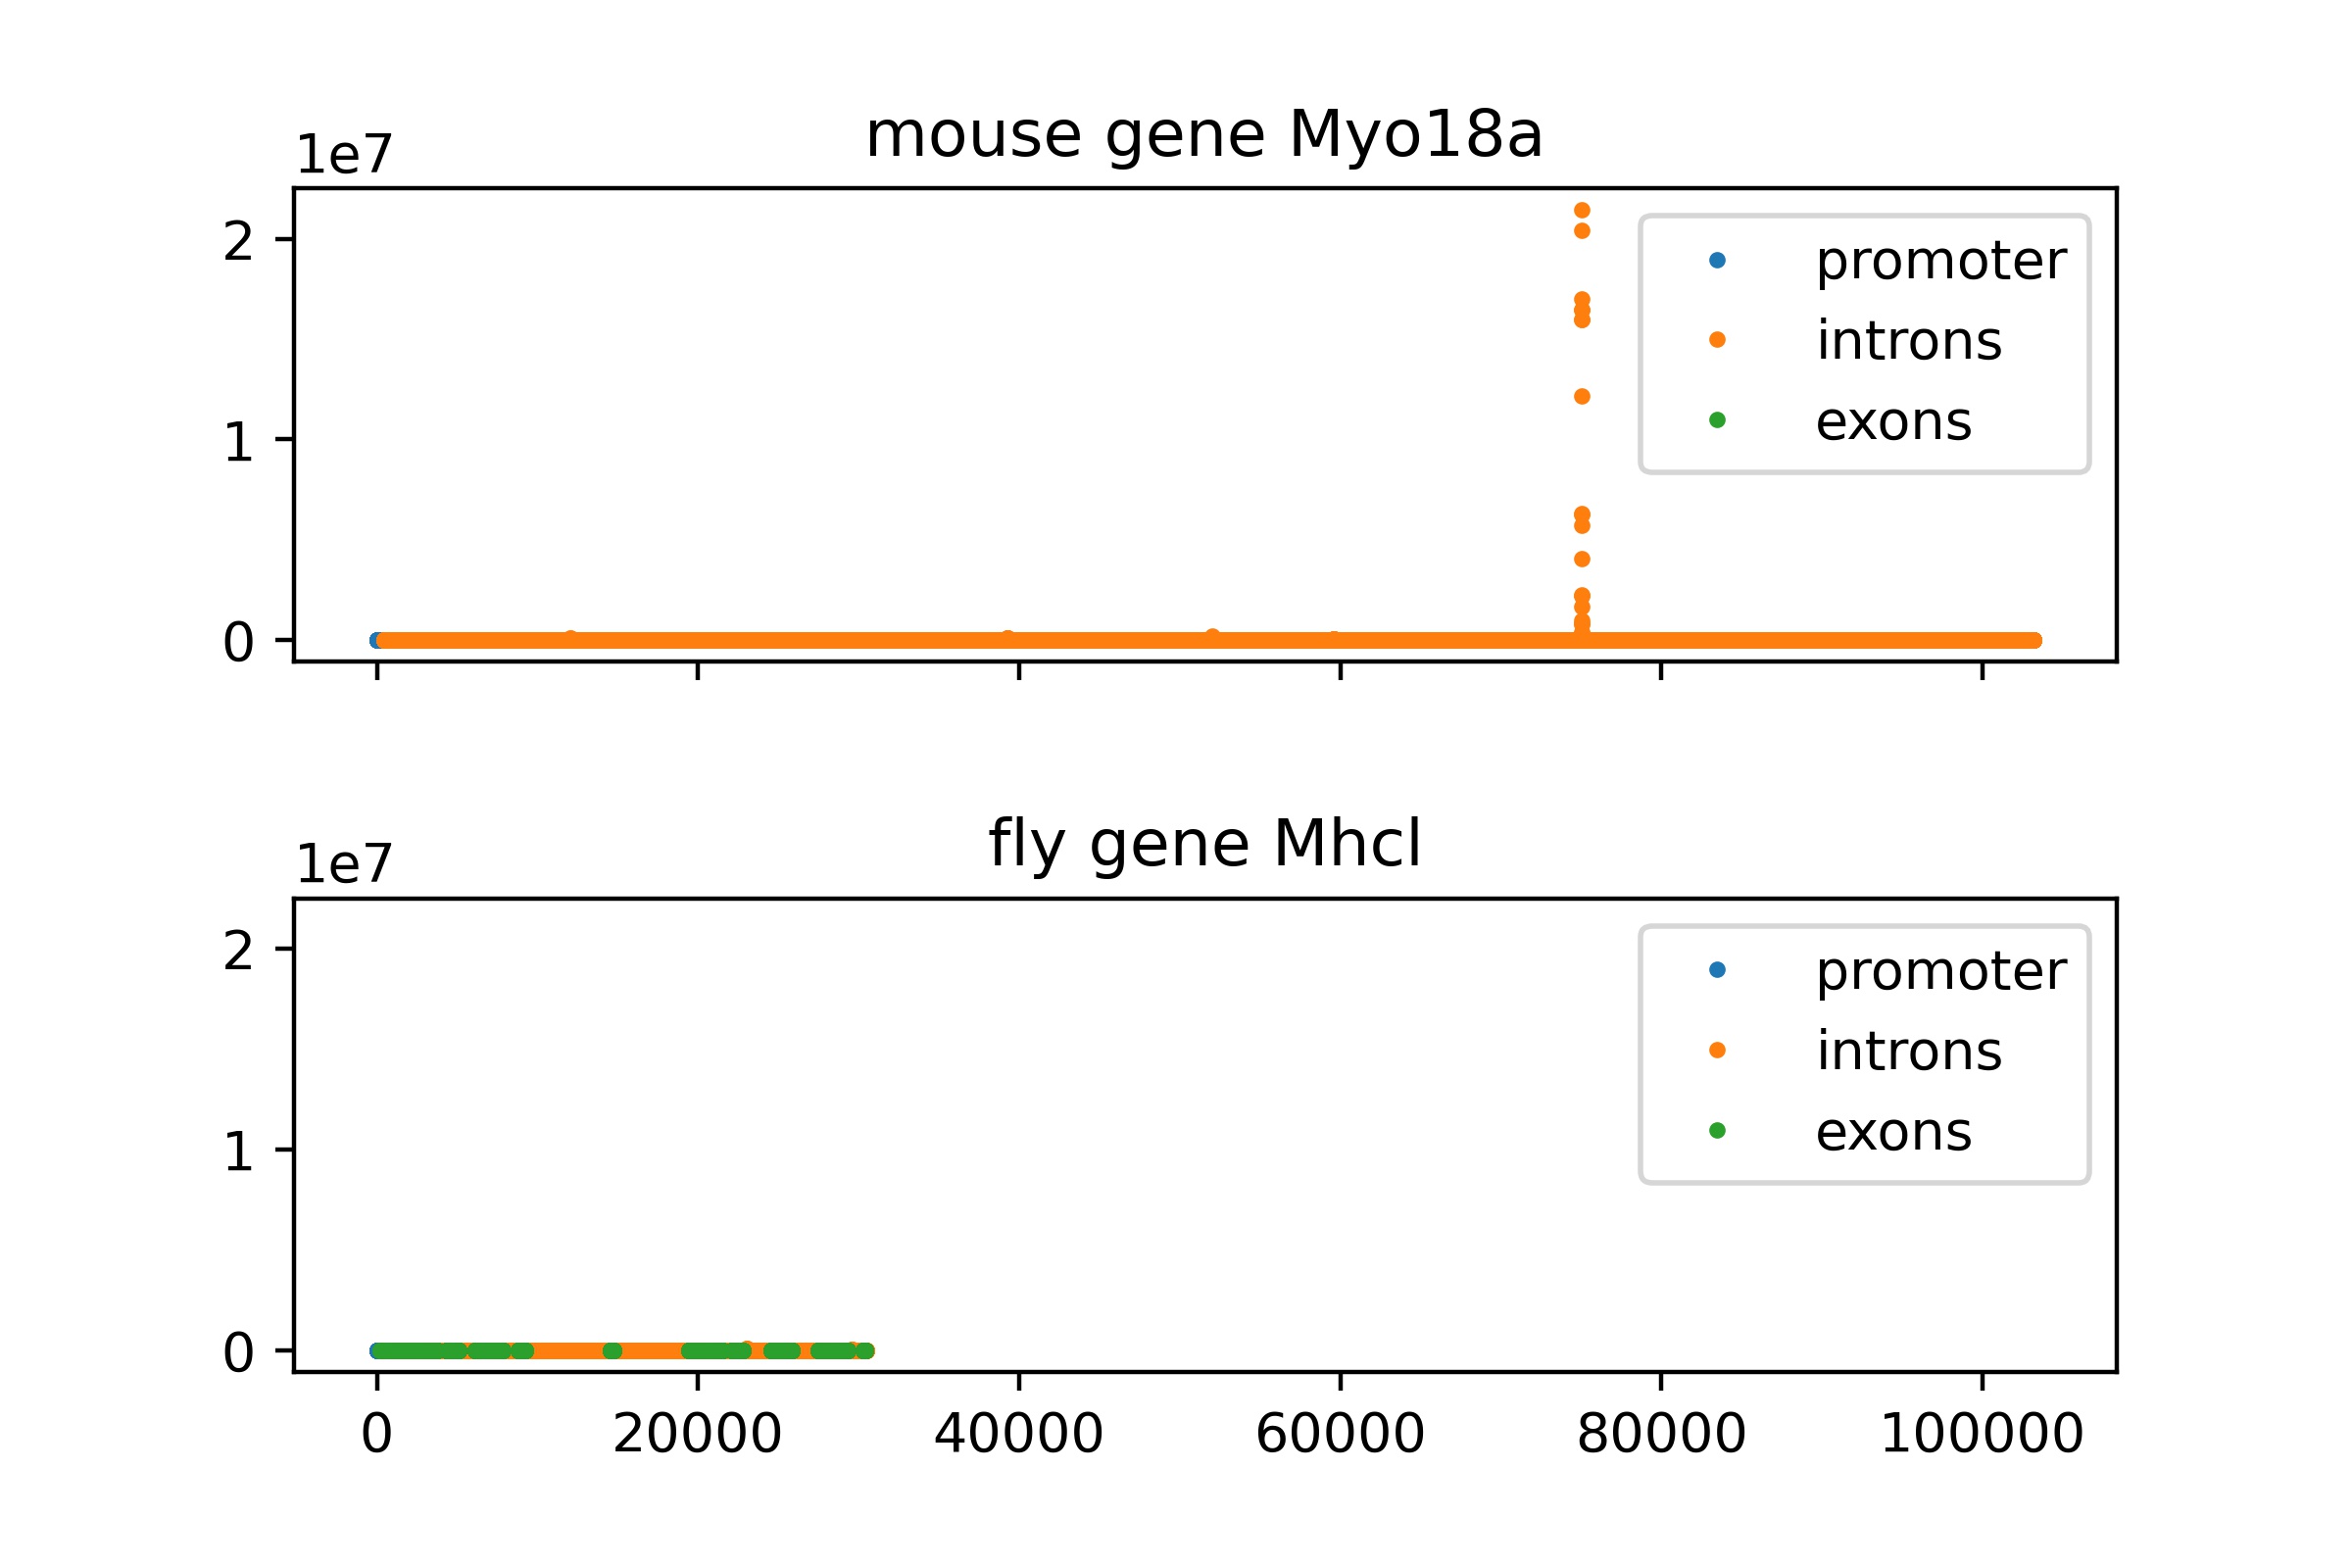 mouse gene Myo18a
1e7
2
1
0
promoter
introns
exons
fly gene Mhcl
1e7
2
1
0
promoter
introns
exons
0 20000 40000 60000 80000 100000